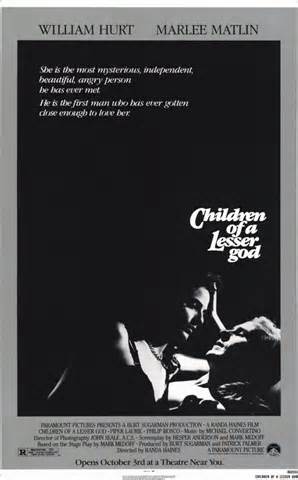 WILLIAM HURT MARLEE MATLIN
She is the most mysterious, independent,
beautiful, angry person
he has ever met.
He is the first man who has ever gotten
close enough to love her.
Children
of a
Lesser
god
PARAMOUNT PICTURES PRESENTS A BURT SUGARMAN PRODUCTION · A RANDA HAINES FILM
CHILDREN OF A LESSER GOD · PIPER LAURIE · PHILIP BOSCO · Music by MICHAEL CONVERTINO
Director of Photography JOHN SEALE, A.C.S. · Screenplay by HESPER ANDERSON and MARK MEDOFF
Based on the Stage Play by MARK MEDOFF · Produced by BURT SUGARMAN and PATRICK PALMER
R RESTRICTED Directed by RANDA HAINES A PARAMOUNT PICTURE
Opens October 3rd at a Theatre Near You.
CHILDREN OF A LESSER GOD